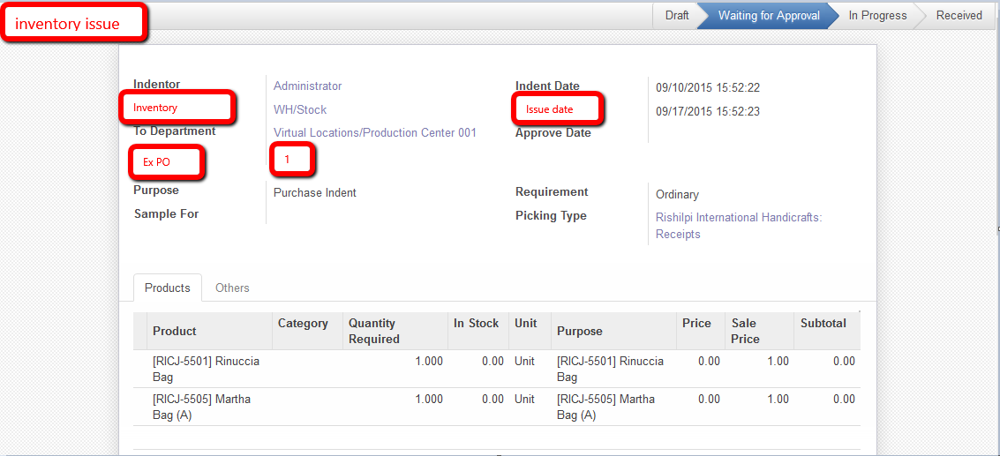 inventory issue
Draft Waiting for Approval In Progress Received
Indentor Administrator Indent Date 09/10/2015 15:52:22
Inventory WH/Stock Issue date 09/17/2015 15:52:23
To Department Virtual Locations/Production Center 001 Approve Date
Ex PO 1
Purpose Purchase Indent Requirement Ordinary
Sample For Picking Type Rishilpi International Handicrafts:
Receipts
Products Others
Product Category Quantity In Stock Unit Purpose Price Sale Subtotal
Required Price
[RICJ-5501] Rinuccia 1.000 0.00 Unit [RICJ-5501] Rinuccia 0.00 1.00 0.00
Bag Bag
[RICJ-5505] Martha 1.000 0.00 Unit [RICJ-5505] Martha 0.00 1.00 0.00
Bag (A) Bag (A)